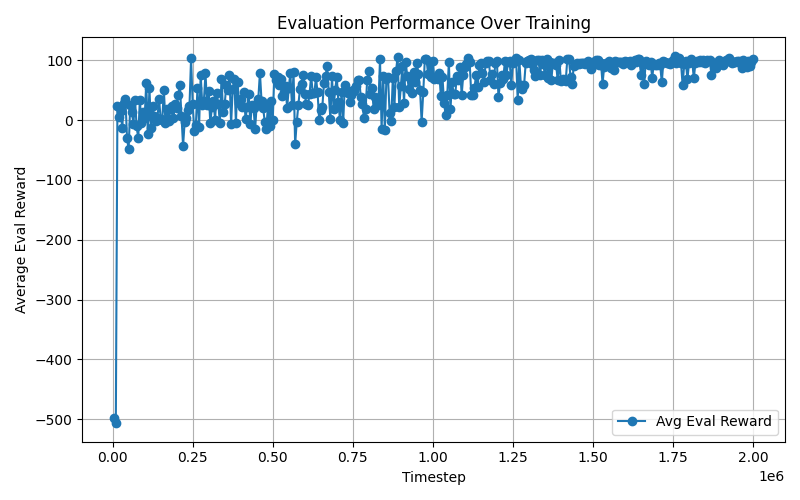 Evaluation Performance Over Training
Average Eval Reward
100
0
−100
−200
−300
−400
−500
0.00 0.25 0.50 0.75 1.00 1.25 1.50 1.75 2.00
1e6
Timestep
Avg Eval Reward